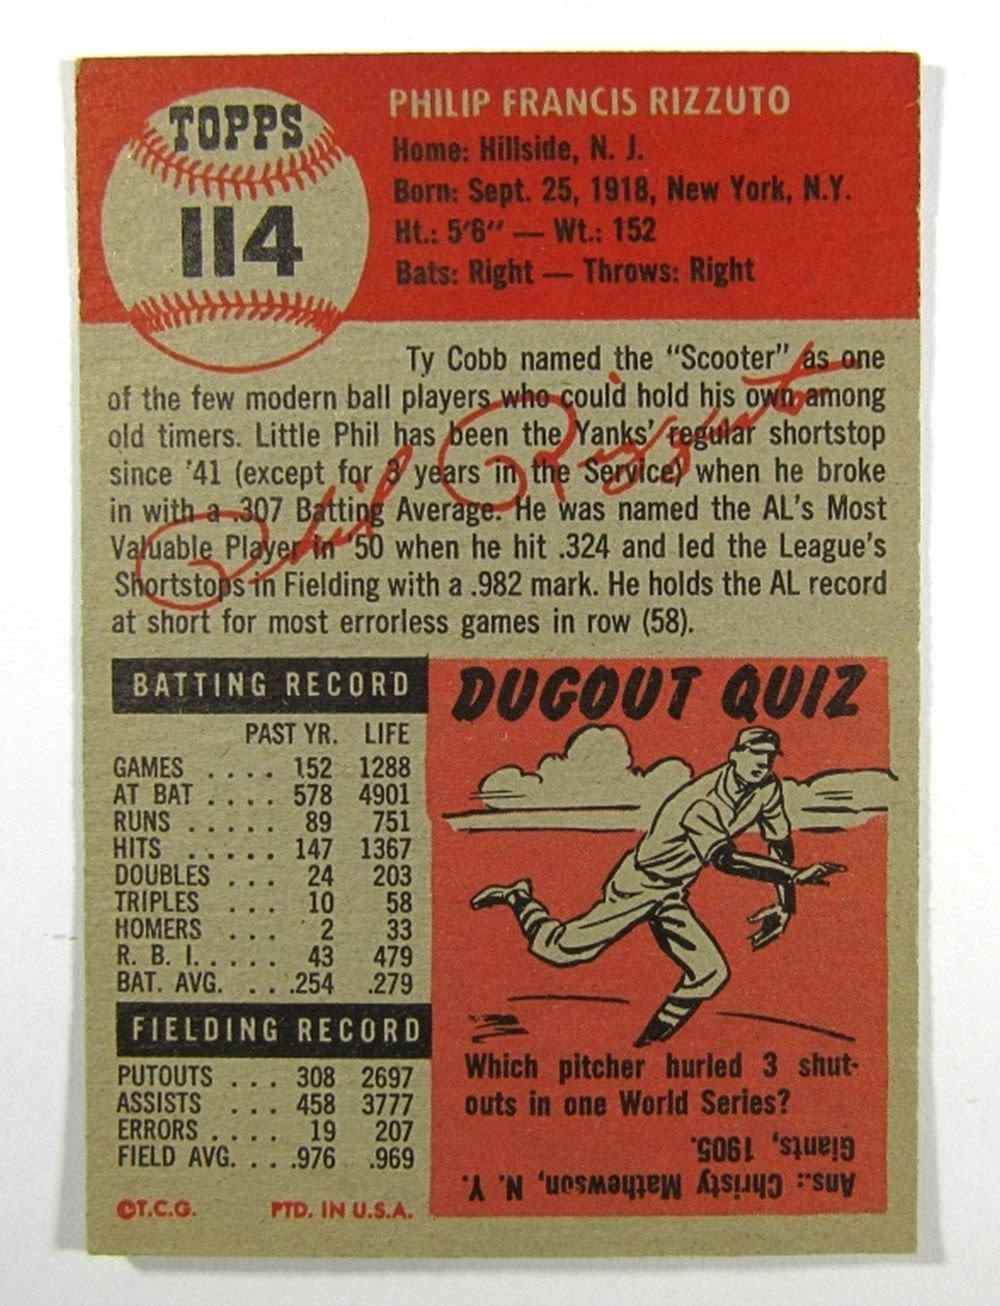 TOPPS
114
PHILIP FRANCIS RIZZUTO
Home: Hillside, N. J.
Born: Sept. 25, 1918, New York, N.Y.
Ht.: 5'6" — Wt.: 152
Bats: Right — Throws: Right
Ty Cobb named the "Scooter" as one
of the few modern ball players who could hold his own among
old timers. Little Phil has been the Yanks' regular shortstop
since '41 (except for 3 years in the Service) when he broke
in with a .307 Batting Average. He was named the AL's Most
Valuable Player in '50 when he hit .324 and led the League's
Shortstops in Fielding with a .982 mark. He holds the AL record
at short for most errorless games in row (58).
Phil Rizzuto
BATTING RECORD
PAST YR. LIFE
GAMES .... 152 1288
AT BAT .... 578 4901
RUNS ..... 89 751
HITS ..... 147 1367
DOUBLES ... 24 203
TRIPLES ... 10 58
HOMERS ... 2 33
R. B. I. .... 43 479
BAT. AVG. ... .254 .279
FIELDING RECORD
PUTOUTS ... 308 2697
ASSISTS ... 458 3777
ERRORS .... 19 207
FIELD AVG. ... .976 .969
©T.C.G. PTD. IN U.S.A.
DUGOUT QUIZ
Which pitcher hurled 3 shut-
outs in one World Series?
Ans.: Christy Mathewson, N. Y.
Giants, 1905.